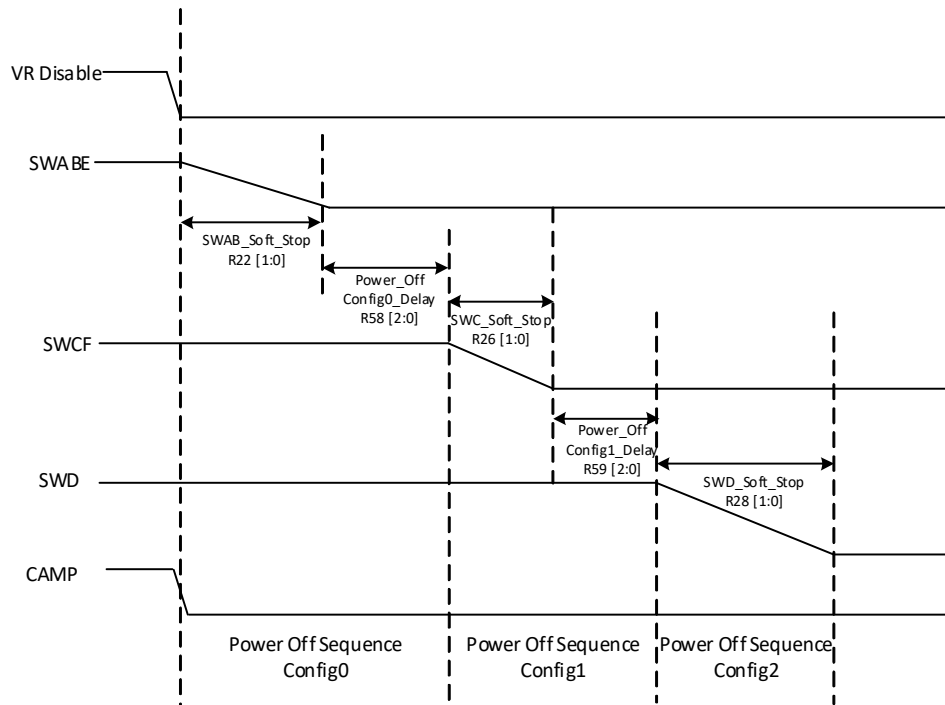 VR Disable
SWABE
SWAB_Soft_Stop
R22 [1:0]
Power_Off
Config0_Delay
R58 [2:0]
SWC_Soft_Stop
R26 [1:0]
SWCF
Power_Off
Config1_Delay
R59 [2:0]
SWD_Soft_Stop
R28 [1:0]
SWD
CAMP
Power Off Sequence
Config0
Power Off Sequence
Config1
Power Off Sequence
Config2